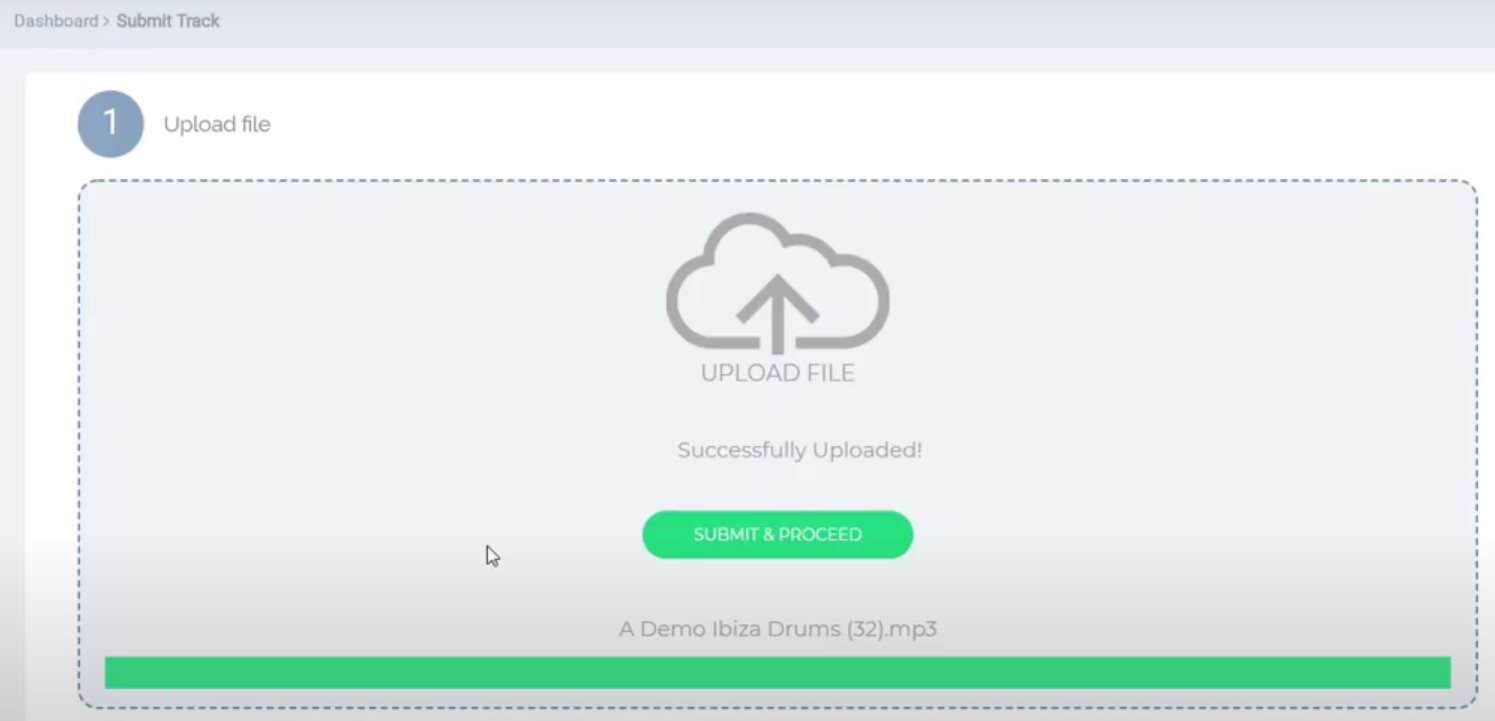 Dashboard > Submit Track
1 Upload file
UPLOAD FILE
Successfully Uploaded!
SUBMIT & PROCEED
A Demo Ibiza Drums (32).mp3